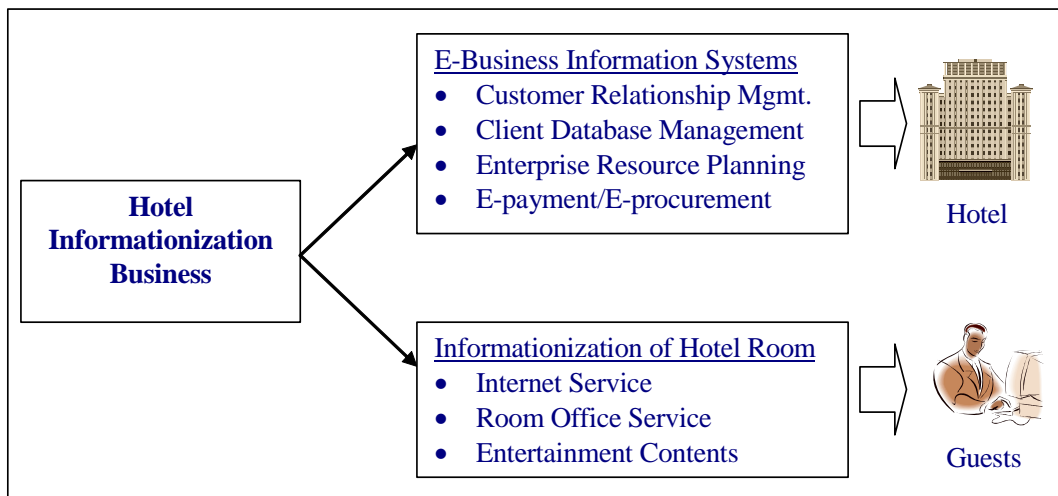 Hotel
Informationization
Business
E-Business Information Systems
• Customer Relationship Mgmt.
• Client Database Management
• Enterprise Resource Planning
• E-payment/E-procurement
Hotel
Informationization of Hotel Room
• Internet Service
• Room Office Service
• Entertainment Contents
Guests